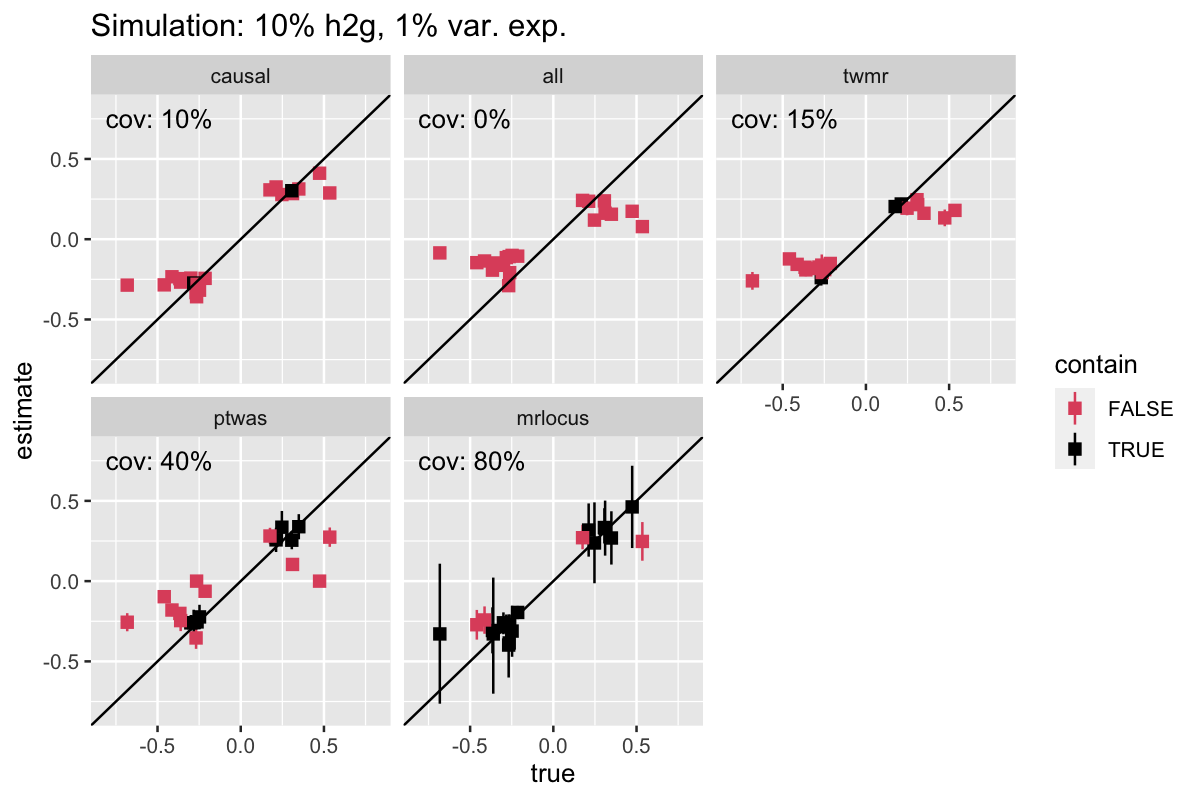 Simulation: 10% h2g, 1% var. exp.
causal
all
twmr
cov: 10%
cov: 0%
cov: 15%
0.5
0.0
-0.5
-0.5
0.0
0.5
ptwas
mrlocus
cov: 40%
cov: 80%
0.5
0.0
-0.5
-0.5
0.0
0.5
-0.5
0.0
0.5
true
estimate
contain
FALSE
TRUE